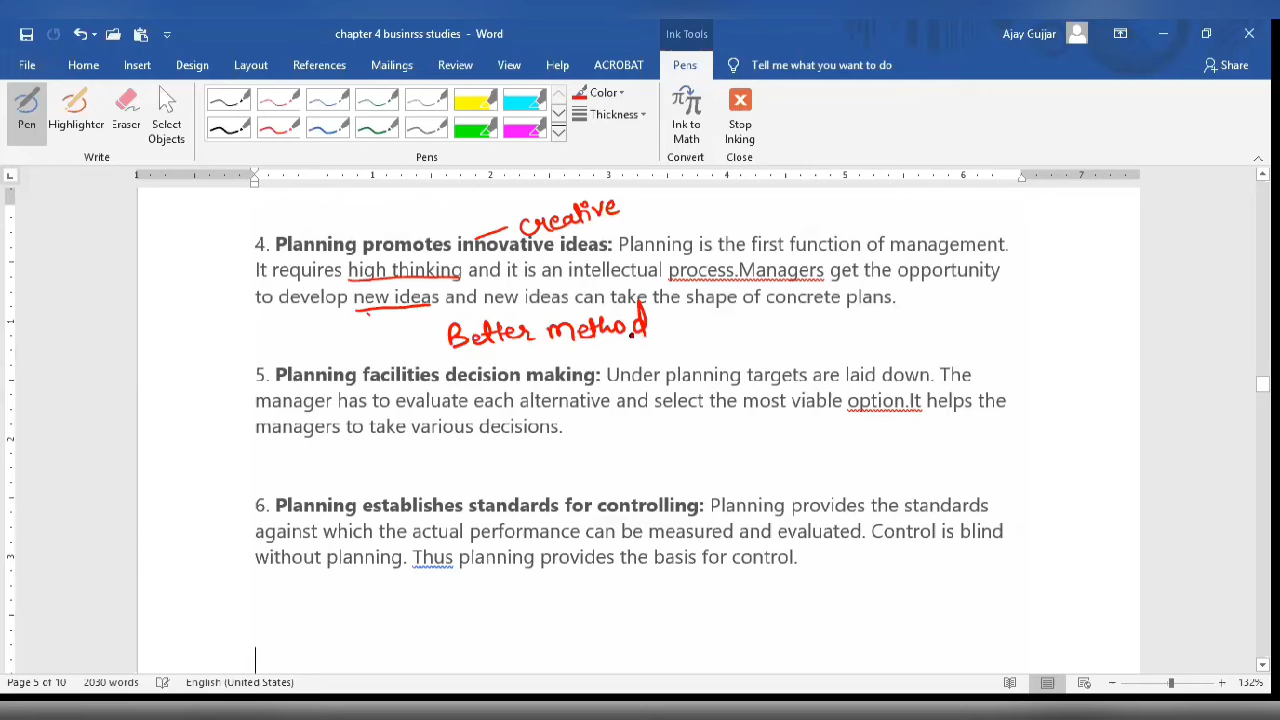 chapter 4 businrss studies - Word
Ink Tools
Ajay Gujjar
File Home Insert Design Layout References Mailings Review View Help ACROBAT Pens Tell me what you want to do Share
Pen Highlighter Eraser Select Objects
Color
Thickness
Ink to Math
Stop Inking
Write Pens Convert Close
1 1 2 3 4 5 6 7
creative
4. Planning promotes innovative ideas: Planning is the first function of management.
It requires high thinking and it is an intellectual process.Managers get the opportunity
to develop new ideas and new ideas can take the shape of concrete plans.
Better method
5. Planning facilities decision making: Under planning targets are laid down. The
manager has to evaluate each alternative and select the most viable option.It helps the
managers to take various decisions.
6. Planning establishes standards for controlling: Planning provides the standards
against which the actual performance can be measured and evaluated. Control is blind
without planning. Thus planning provides the basis for control.
Page 5 of 10 2030 words English (United States) 132%